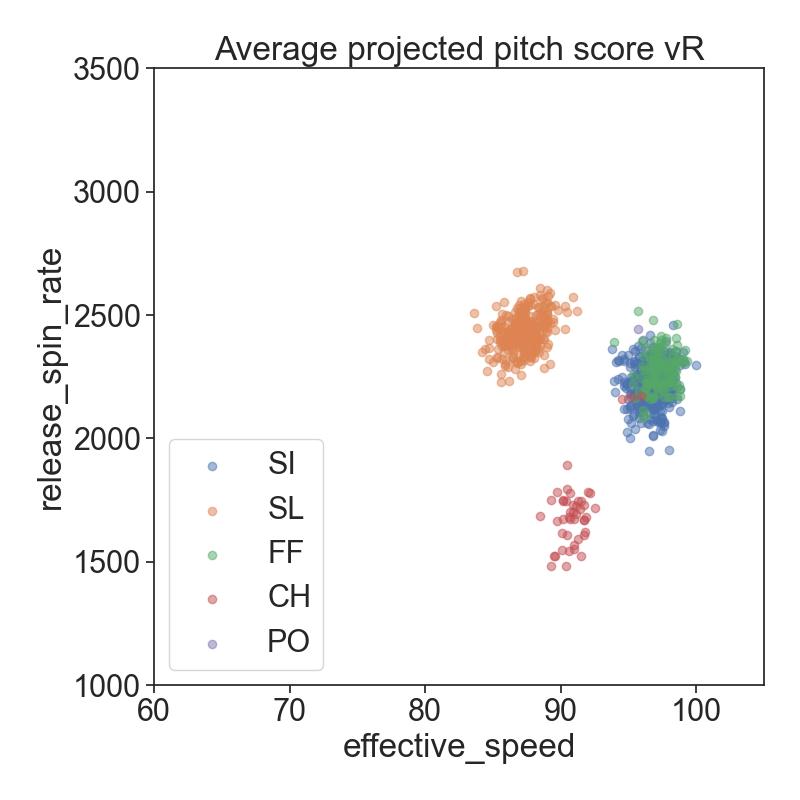 Average projected pitch score vR
3500
3000
2500
2000
1500
1000
release_spin_rate
SI
SL
FF
CH
PO
60 70 80 90 100
effective_speed